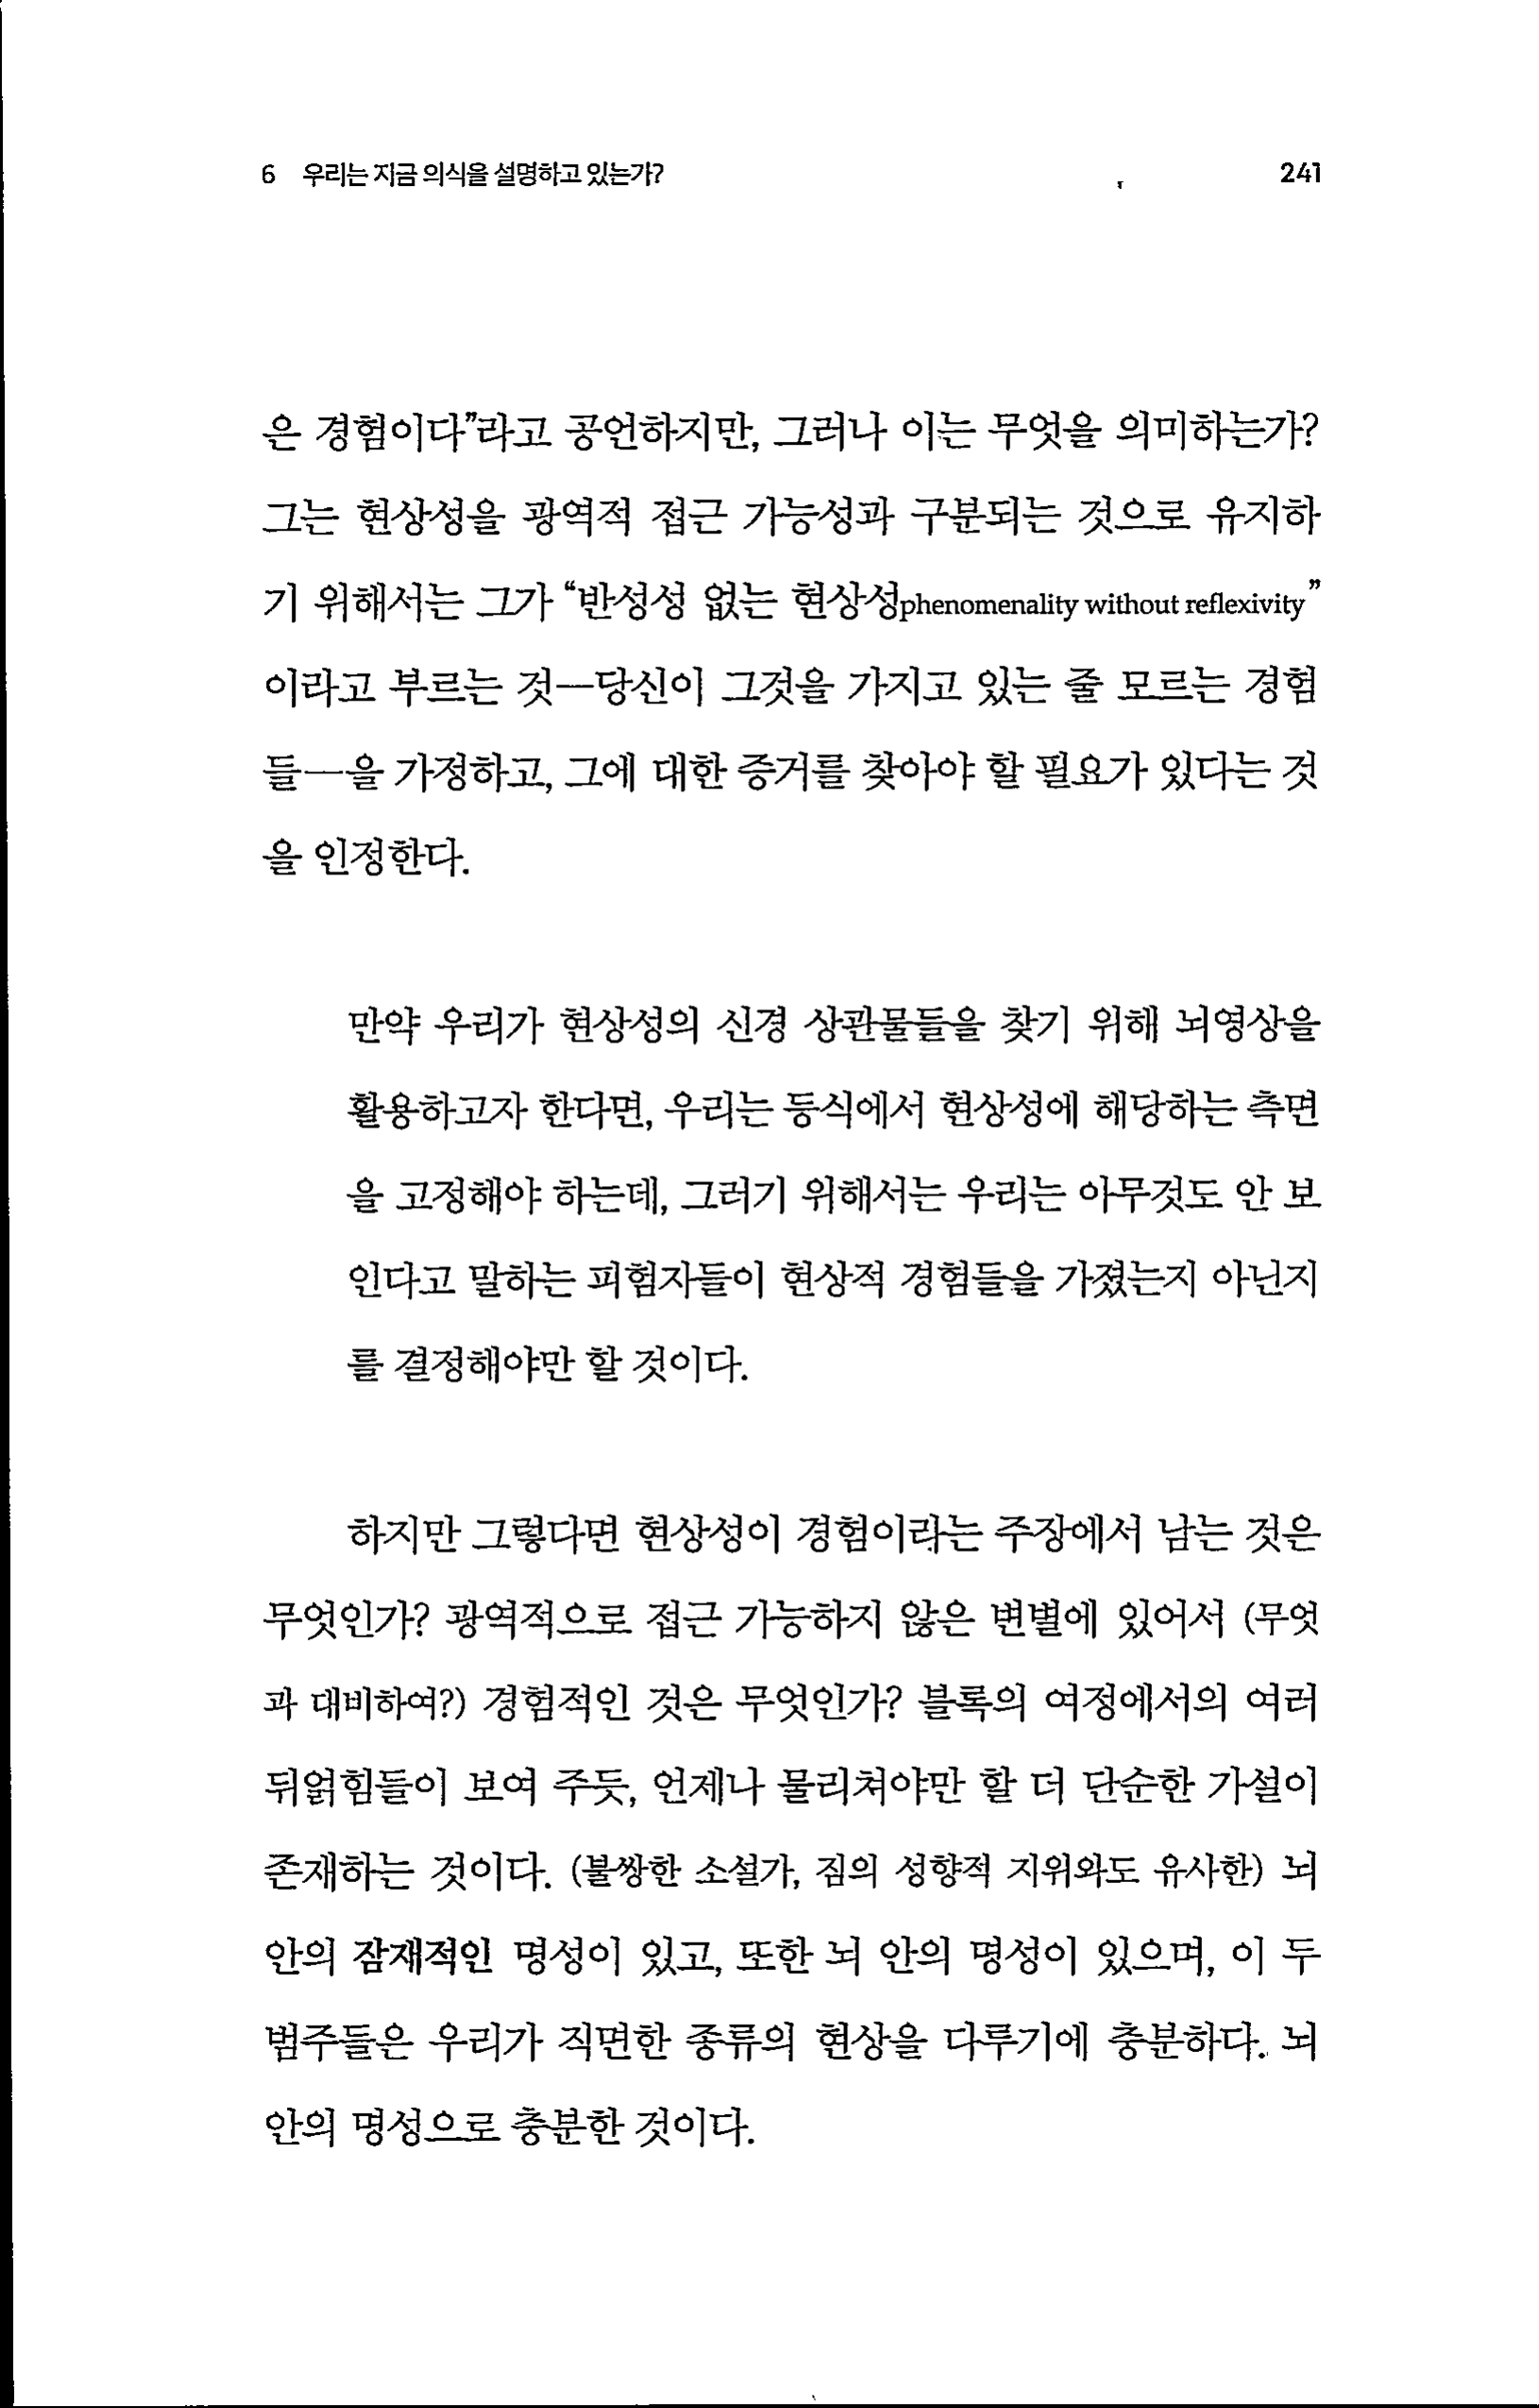 6 우리는 지금 의식을 설명하고 있는가? 241
은 경험이다”라고 공언하지만, 그러나 이는 무엇을 의미하는가?
그는 현상성을 광역적 접근 가능성과 구분되는 것으로 유지하
기 위해서는 그가 “반성성 없는 현상성phenomenality without reflexivity”
이라고 부르는 것—당신이 그것을 가지고 있는 줄 모르는 경험
들—을 가정하고, 그에 대한 증거를 찾아야 할 필요가 있다는 것
을 인정한다.
만약 우리가 현상성의 신경 상관물들을 찾기 위해 뇌영상을
활용하고자 한다면, 우리는 등식에서 현상성에 해당하는 측면
을 고정해야 하는데, 그러기 위해서는 우리는 아무것도 안 보
인다고 말하는 피험자들이 현상적 경험들을 가졌는지 아닌지
를 결정해야만 할 것이다.
하지만 그렇다면 현상성이 경험이라는 주장에서 남는 것은
무엇인가? 광역적으로 접근 가능하지 않은 변별에 있어서 (무엇
과 대비하여?) 경험적인 것은 무엇인가? 블록의 여정에서의 여러
뒤얽힘들이 보여 주듯, 언제나 물리쳐야만 할 더 단순한 가설이
존재하는 것이다. (불쌍한 소설가, 짐의 성향적 지위와도 유사한) 뇌
안의 잠재적인 명성이 있고, 또한 뇌 안의 명성이 있으며, 이 두
범주들은 우리가 직면한 종류의 현상을 다루기에 충분하다. 뇌
안의 명성으로 충분한 것이다.